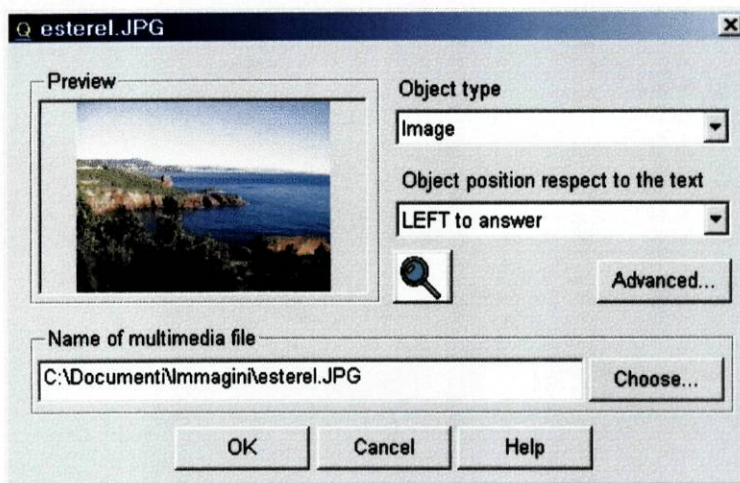 esterel.JPG
Preview
Object type
Image
Object position respect to the text
LEFT to answer
Advanced...
Name of multimedia file
C:\Documenti\Immagini\esterel.JPG
Choose...
OK
Cancel
Help